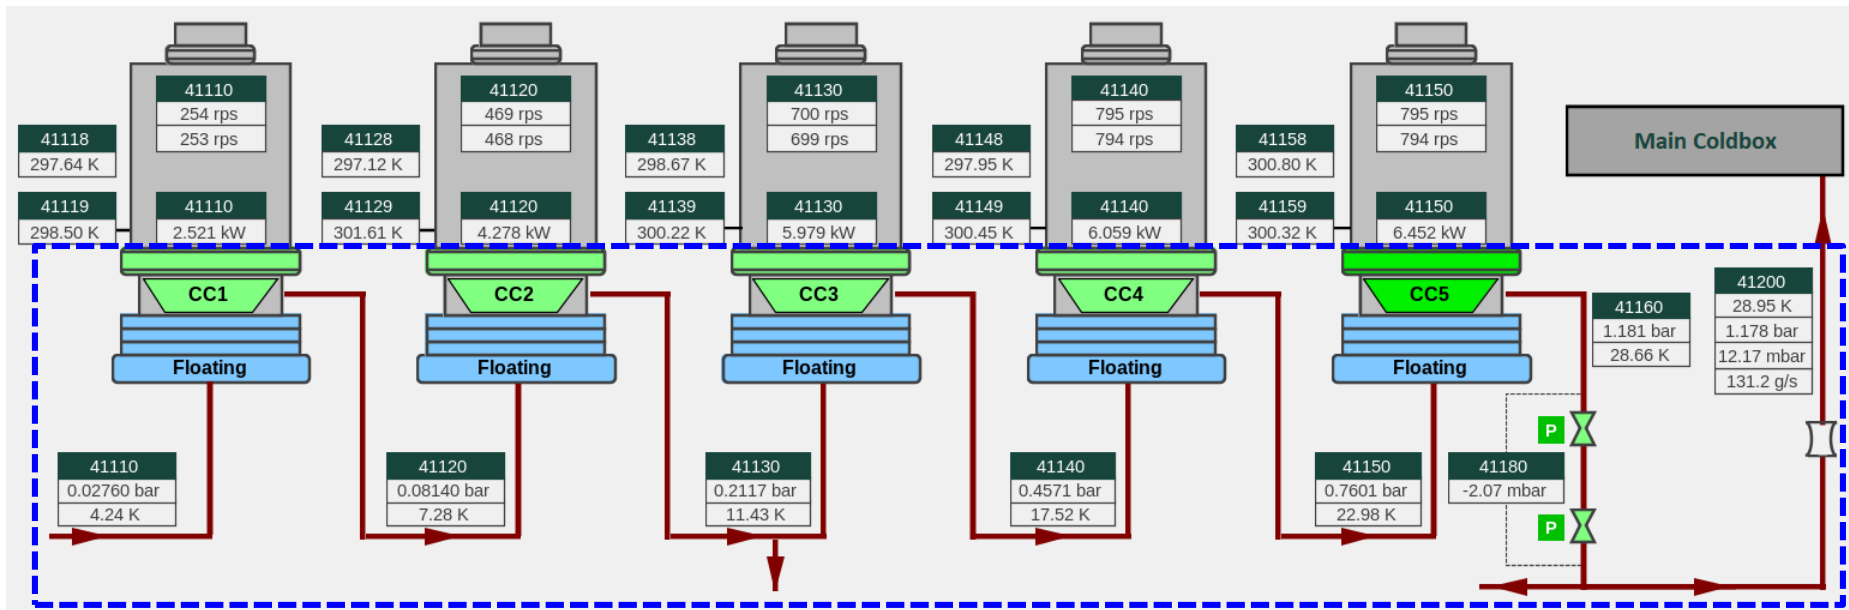 41110
254 rps
253 rps
41118
297.64 K
41119
298.50 K
41110
2.521 kW
CC1
Floating
41110
0.02760 bar
4.24 K
41120
469 rps
468 rps
41128
297.12 K
41129
301.61 K
41120
4.278 kW
CC2
Floating
41120
0.08140 bar
7.28 K
41130
700 rps
699 rps
41138
298.67 K
41139
300.22 K
41130
5.979 kW
CC3
Floating
41130
0.2117 bar
11.43 K
41140
795 rps
794 rps
41148
297.95 K
41149
300.45 K
41140
6.059 kW
CC4
Floating
41140
0.4571 bar
17.52 K
41150
795 rps
794 rps
41158
300.80 K
41159
300.32 K
41150
6.452 kW
CC5
Floating
41150
0.7601 bar
22.98 K
Main Coldbox
41160
1.181 bar
28.66 K
41200
28.95 K
1.178 bar
12.17 mbar
131.2 g/s
P
41180
-2.07 mbar
P